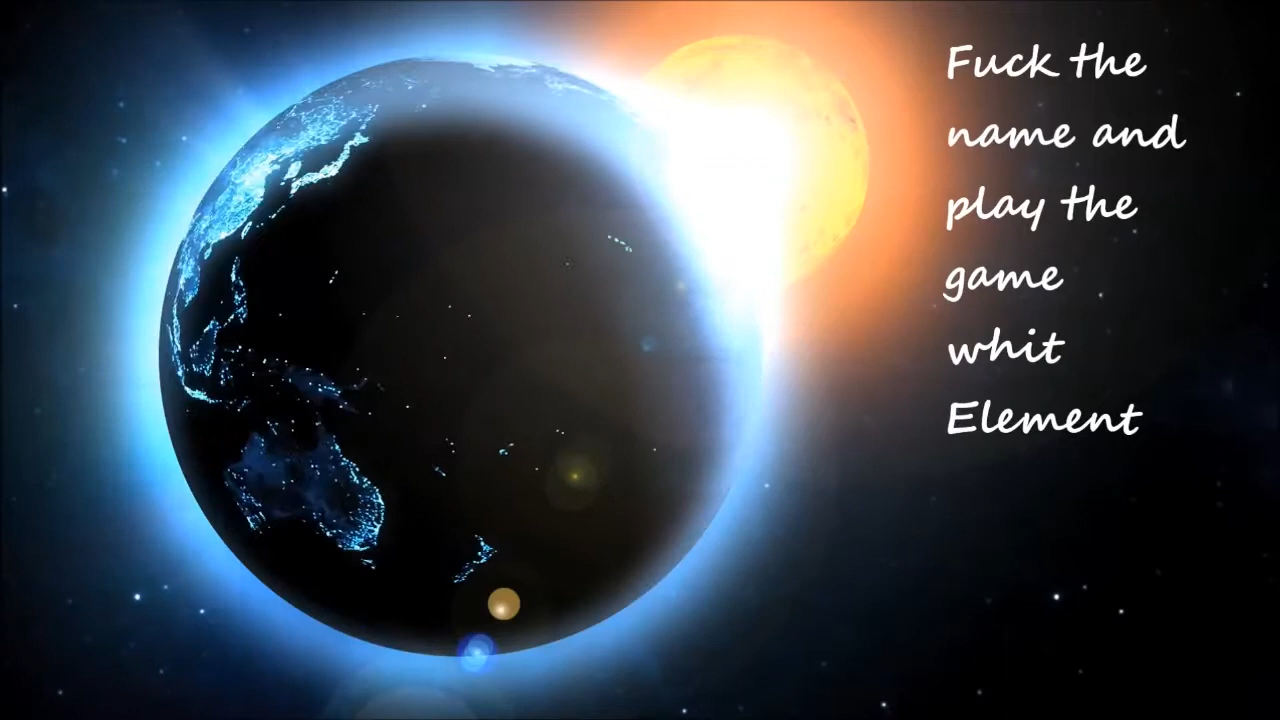 Fuck the
name and
play the
game
whit
Element